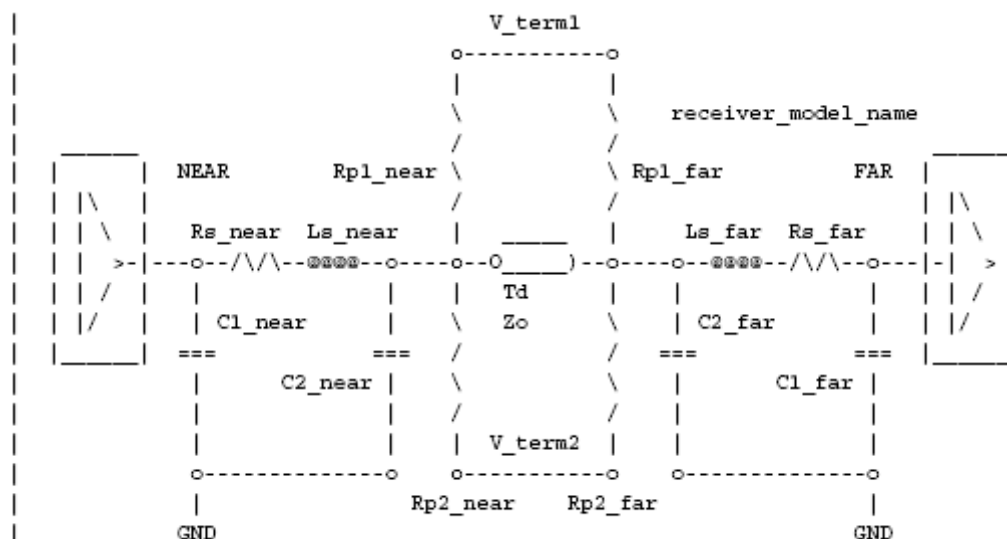 V_term1
receiver_model_name
NEAR Rp1_near Rp1_far FAR
Rs_near Ls_near Ls_far Rs_far
Td
C1_near Zo C2_far
C2_near C1_far
V_term2
Rp2_near Rp2_far
GND GND